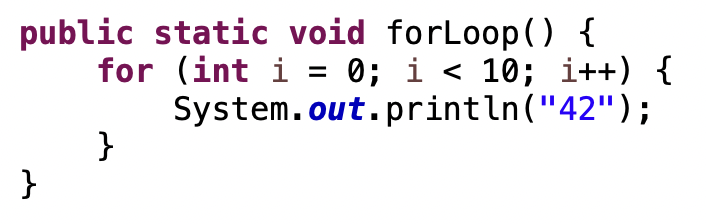 public static void forLoop() {
    for (int i = 0; i < 10; i++) {
        System.out.println("42");
    }
}